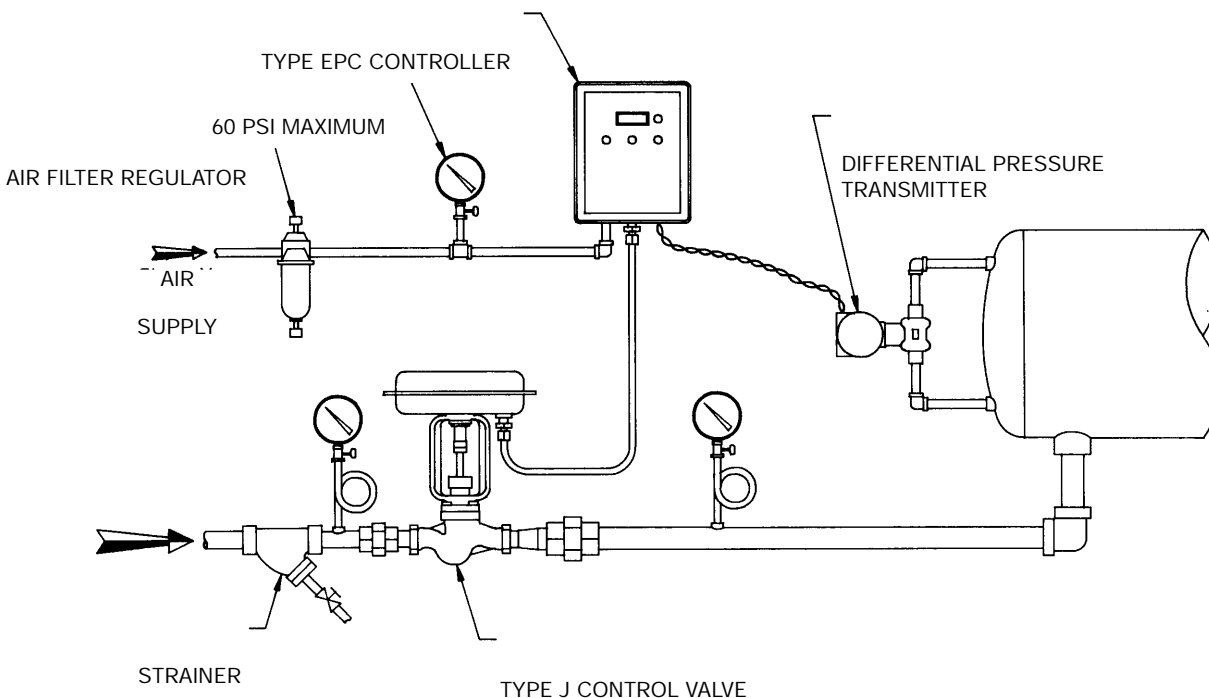 TYPE EPC CONTROLLER
60 PSI MAXIMUM
AIR FILTER REGULATOR
DIFFERENTIAL PRESSURE
TRANSMITTER
AIR
SUPPLY
STRAINER
TYPE J CONTROL VALVE